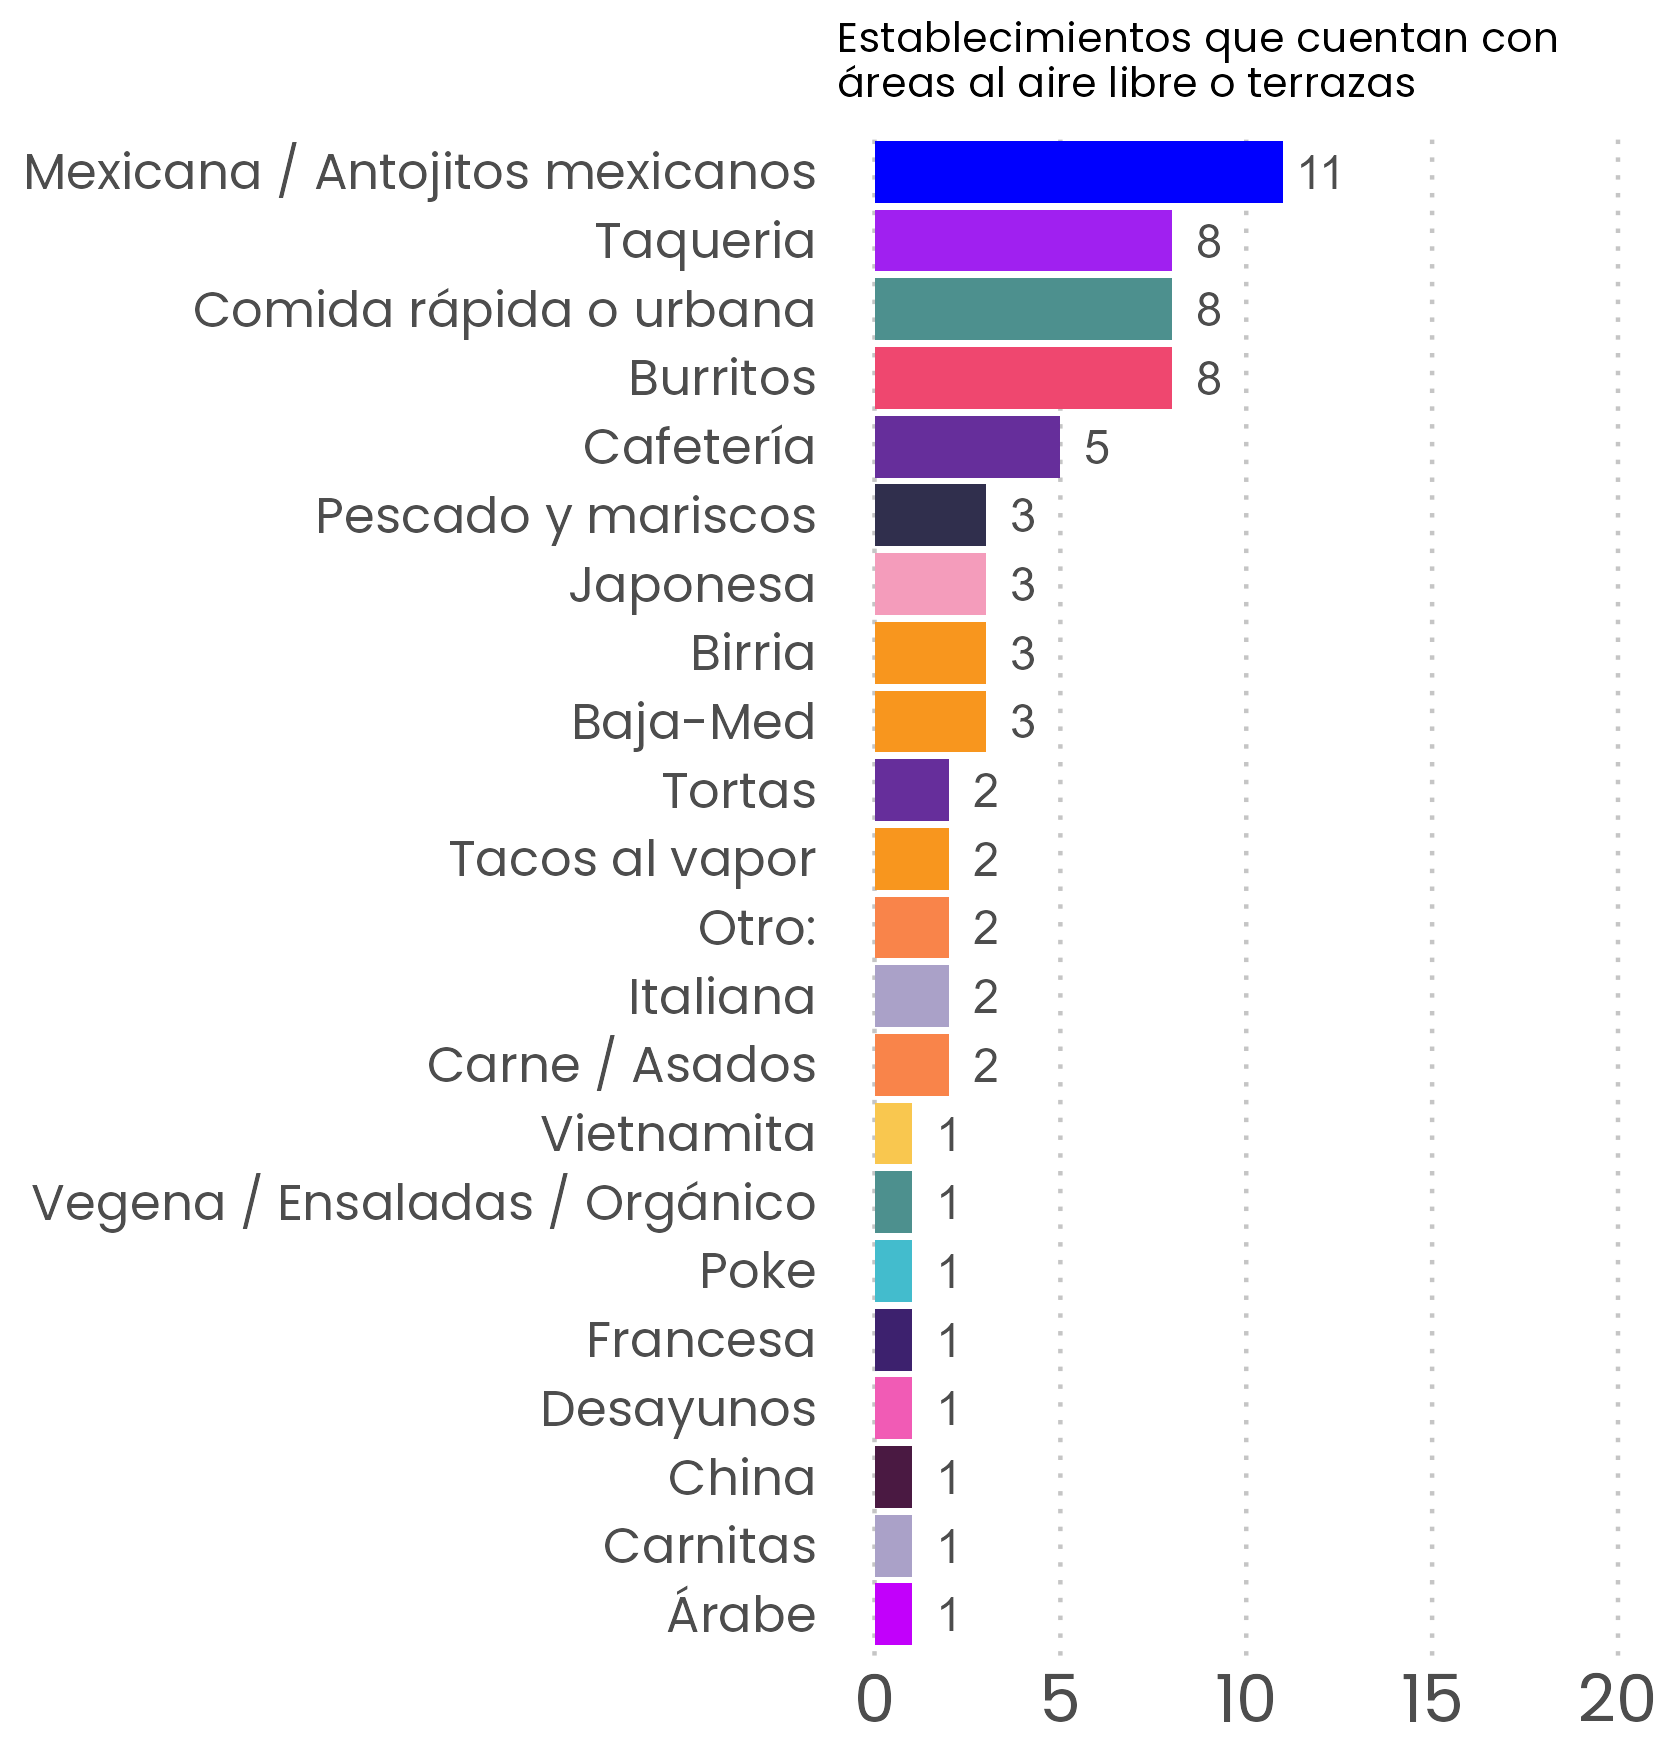 Establecimientos que cuentan con
áreas al aire libre o terrazas
Mexicana / Antojitos mexicanos 11
Taqueria 8
Comida rápida o urbana 8
Burritos 8
Cafetería 5
Pescado y mariscos 3
Japonesa 3
Birria 3
Baja-Med 3
Tortas 2
Tacos al vapor 2
Otro: 2
Italiana 2
Carne / Asados 2
Vietnamita 1
Vegena / Ensaladas / Orgánico 1
Poke 1
Francesa 1
Desayunos 1
China 1
Carnitas 1
Árabe 1
0 5 10 15 20